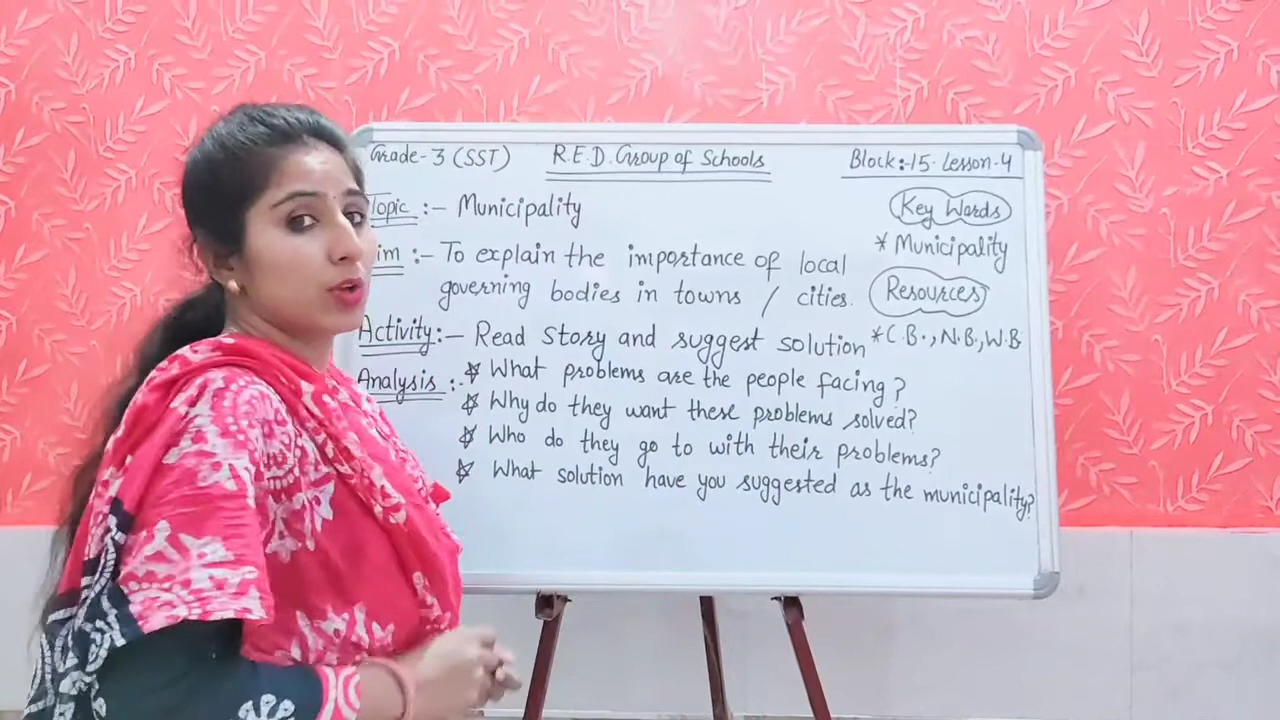 Grade-3 (SST) R.E.D. Group of Schools Block:-15. Lesson-4
Topic :- Municipality
Key Words
* Municipality
im :- To explain the importance of local
governing bodies in towns / cities.
Resources
* C.B., N.B., W.B
Activity:- Read story and suggest solution
Analysis :- ☆ What problems are the people facing?
☆ Why do they want these problems solved?
☆ Who do they go to with their problems?
☆ What solution have you suggested as the municipality?